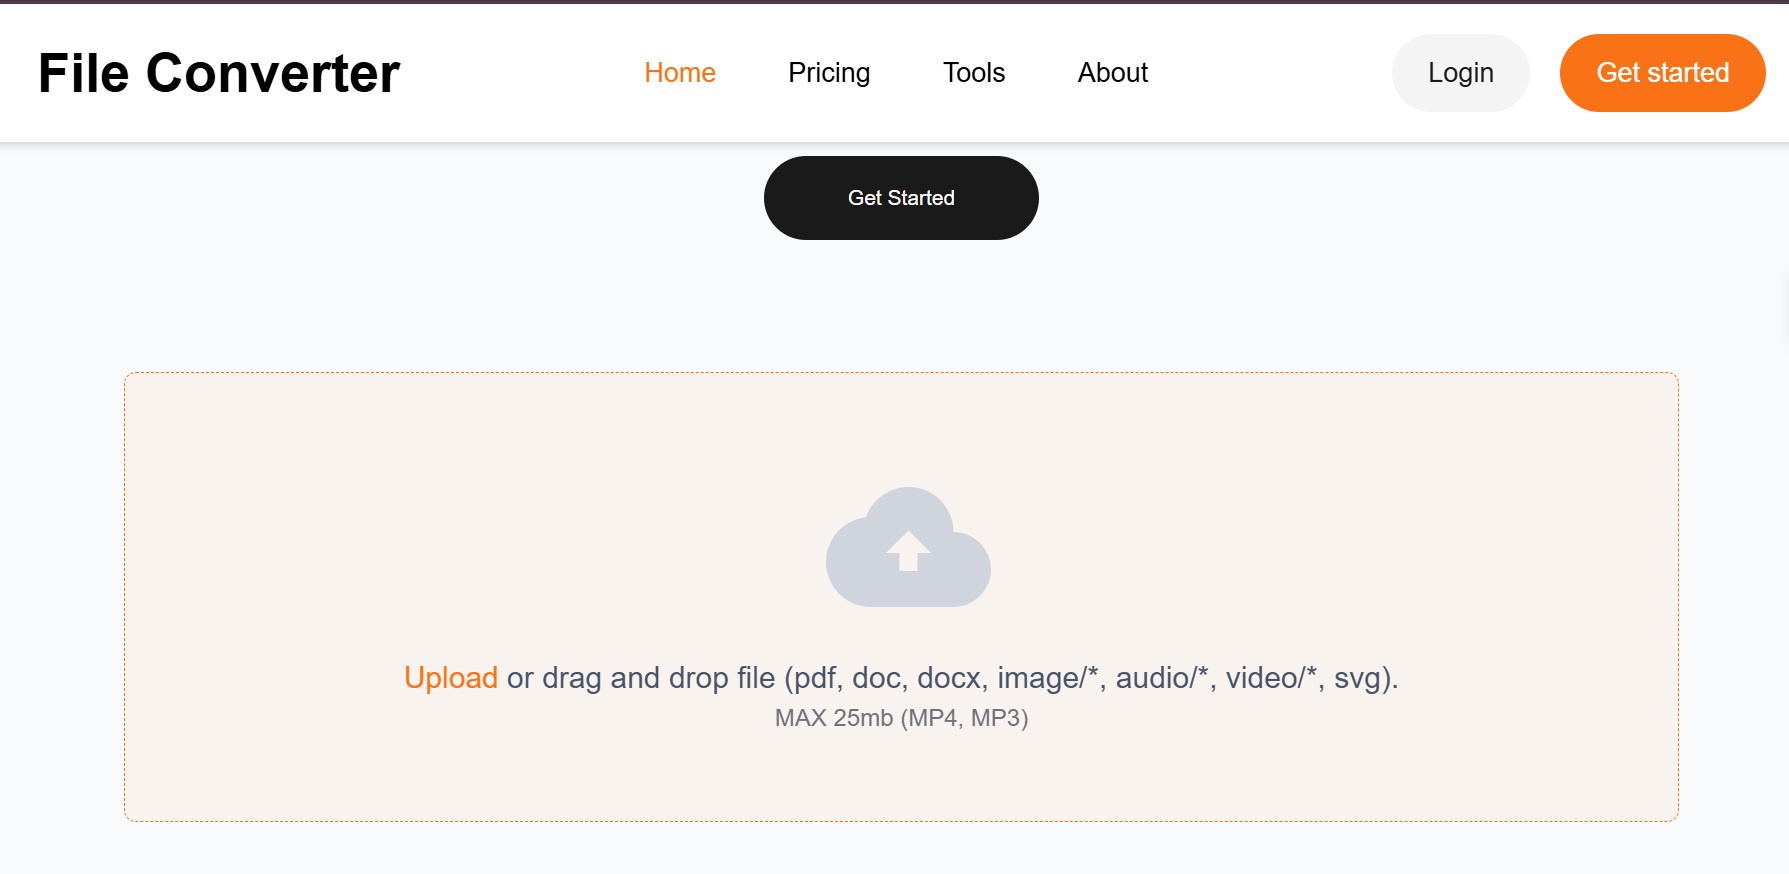 File Converter
Home
Pricing
Tools
About
Login
Get started
Get Started
Upload or drag and drop file (pdf, doc, docx, image/*, audio/*, video/*, svg).
MAX 25mb (MP4, MP3)